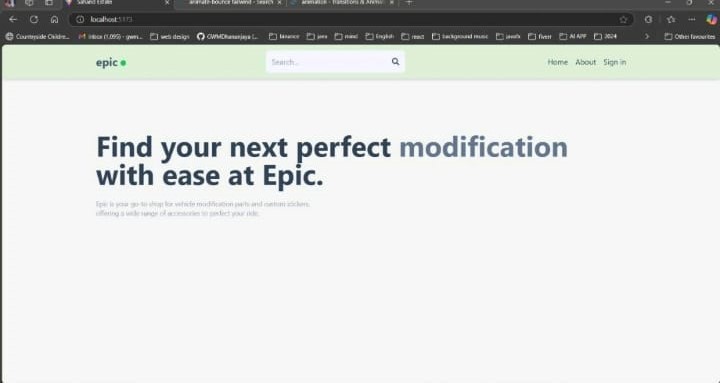 Sahand Estate
animate-bounce tailwind - Search
animation - Transitions & Animati
localhost:5173
Countryside Childre...
Inbox (1,095) - gwm...
web design
GWMDhananjaya (...
binance
java
mind
English
react
background music
javafx
fiverr
AI APP
2024
Other favourites
epic
Search...
Home
About
Sign in
Find your next perfect modification
with ease at Epic.
Epic is your go-to shop for vehicle modification parts and custom stickers,
offering a wide range of accessories to perfect your ride.